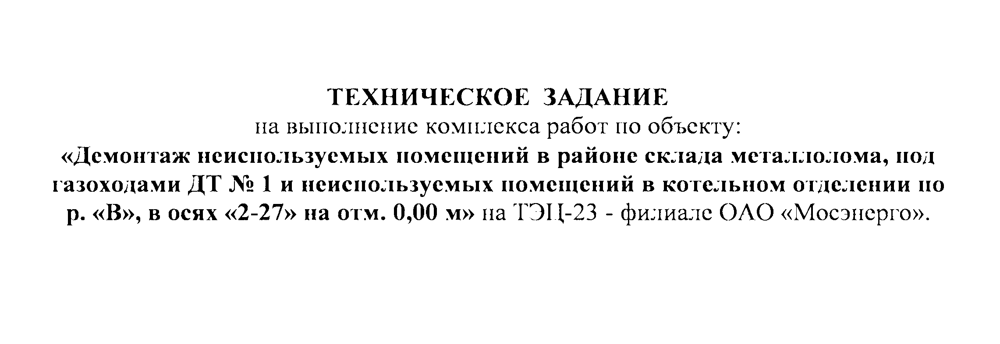 ТЕХНИЧЕСКОЕ ЗАДАНИЕ
на выполнение комплекса работ по объекту:
«Демонтаж неиспользуемых помещений в районе склада металлолома, под
газоходами ДТ № 1 и неиспользуемых помещений в котельном отделении по
р. «В», в осях «2-27» на отм. 0,00 м» на ТЭЦ-23 - филиале ОАО «Мосэнерго».